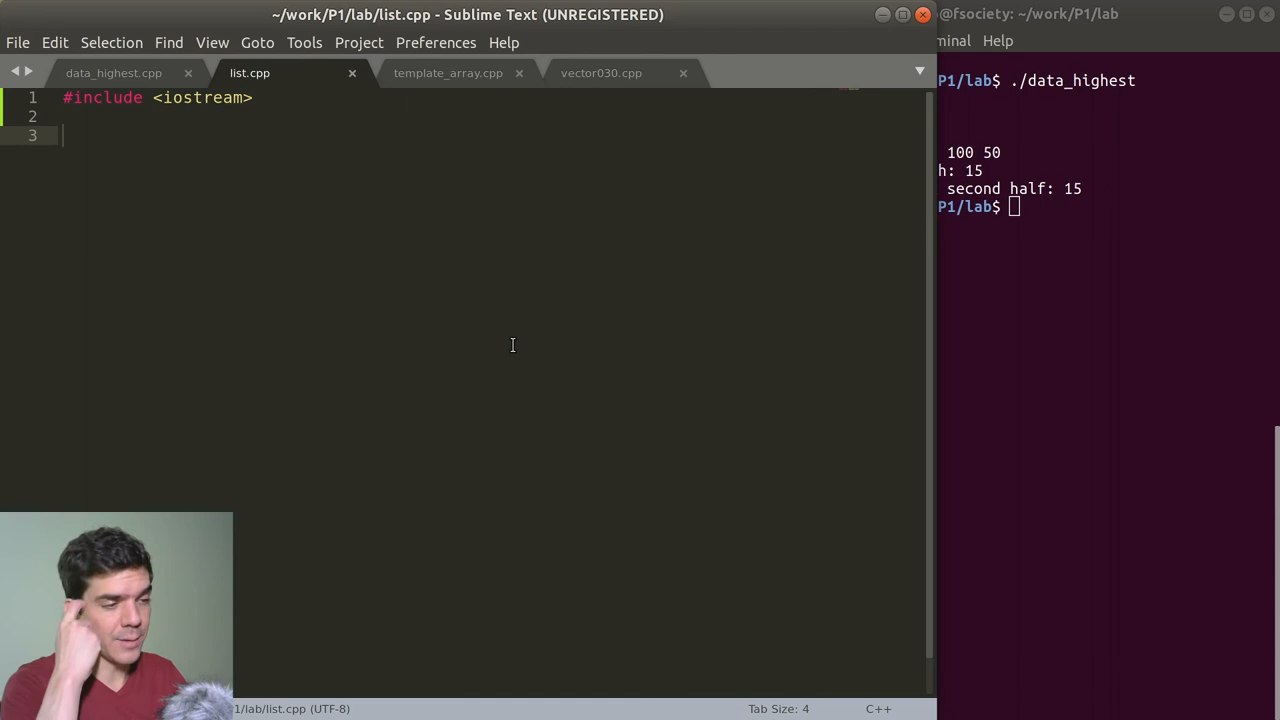 ~/work/P1/lab/list.cpp - Sublime Text (UNREGISTERED)
File Edit Selection Find View Goto Tools Project Preferences Help
data_highest.cpp list.cpp template_array.cpp vector030.cpp
1 #include <iostream>
2
3
1/lab/list.cpp (UTF-8) Tab Size: 4 C++
@fsociety: ~/work/P1/lab
minal Help
P1/lab$ ./data_highest
100 50
h: 15
second half: 15
P1/lab$